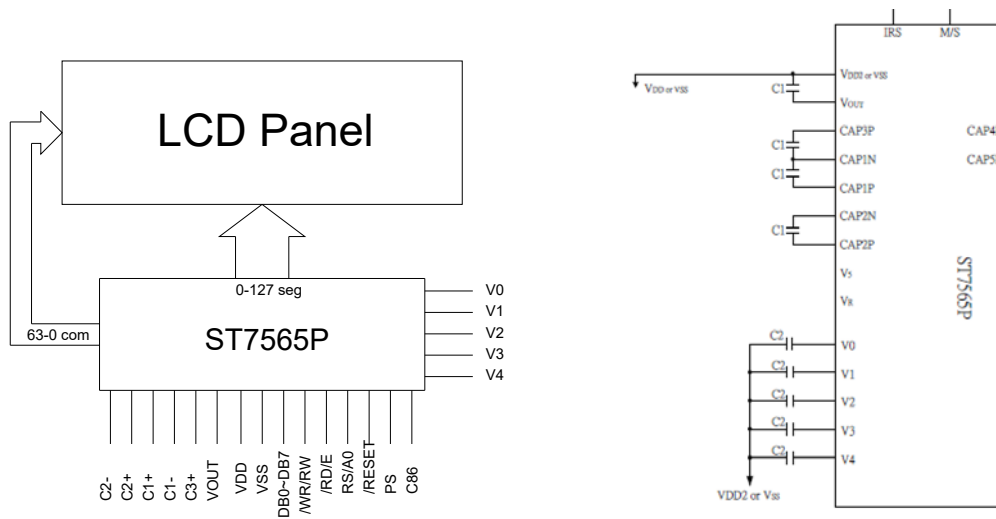 LCD Panel
0-127 seg
63-0 com
ST7565P
V0
V1
V2
V3
V4
C2-
C2+
C1+
C1-
C3+
VOUT
VDD
VSS
DB0~DB7
/WR/RW
/RD/E
RS/A0
/RESET
PS
C86
IRS
M/S
VDD or VSS
C1
VDD2 or VSS
VOUT
C1
CAP3P
CAP4
CAP1N
CAP5
C1
CAP1P
C1
CAP2N
CAP2P
V5
VR
ST7565P
C2
V0
C2
V1
C2
V2
C2
V3
C2
V4
VDD2 or VSS